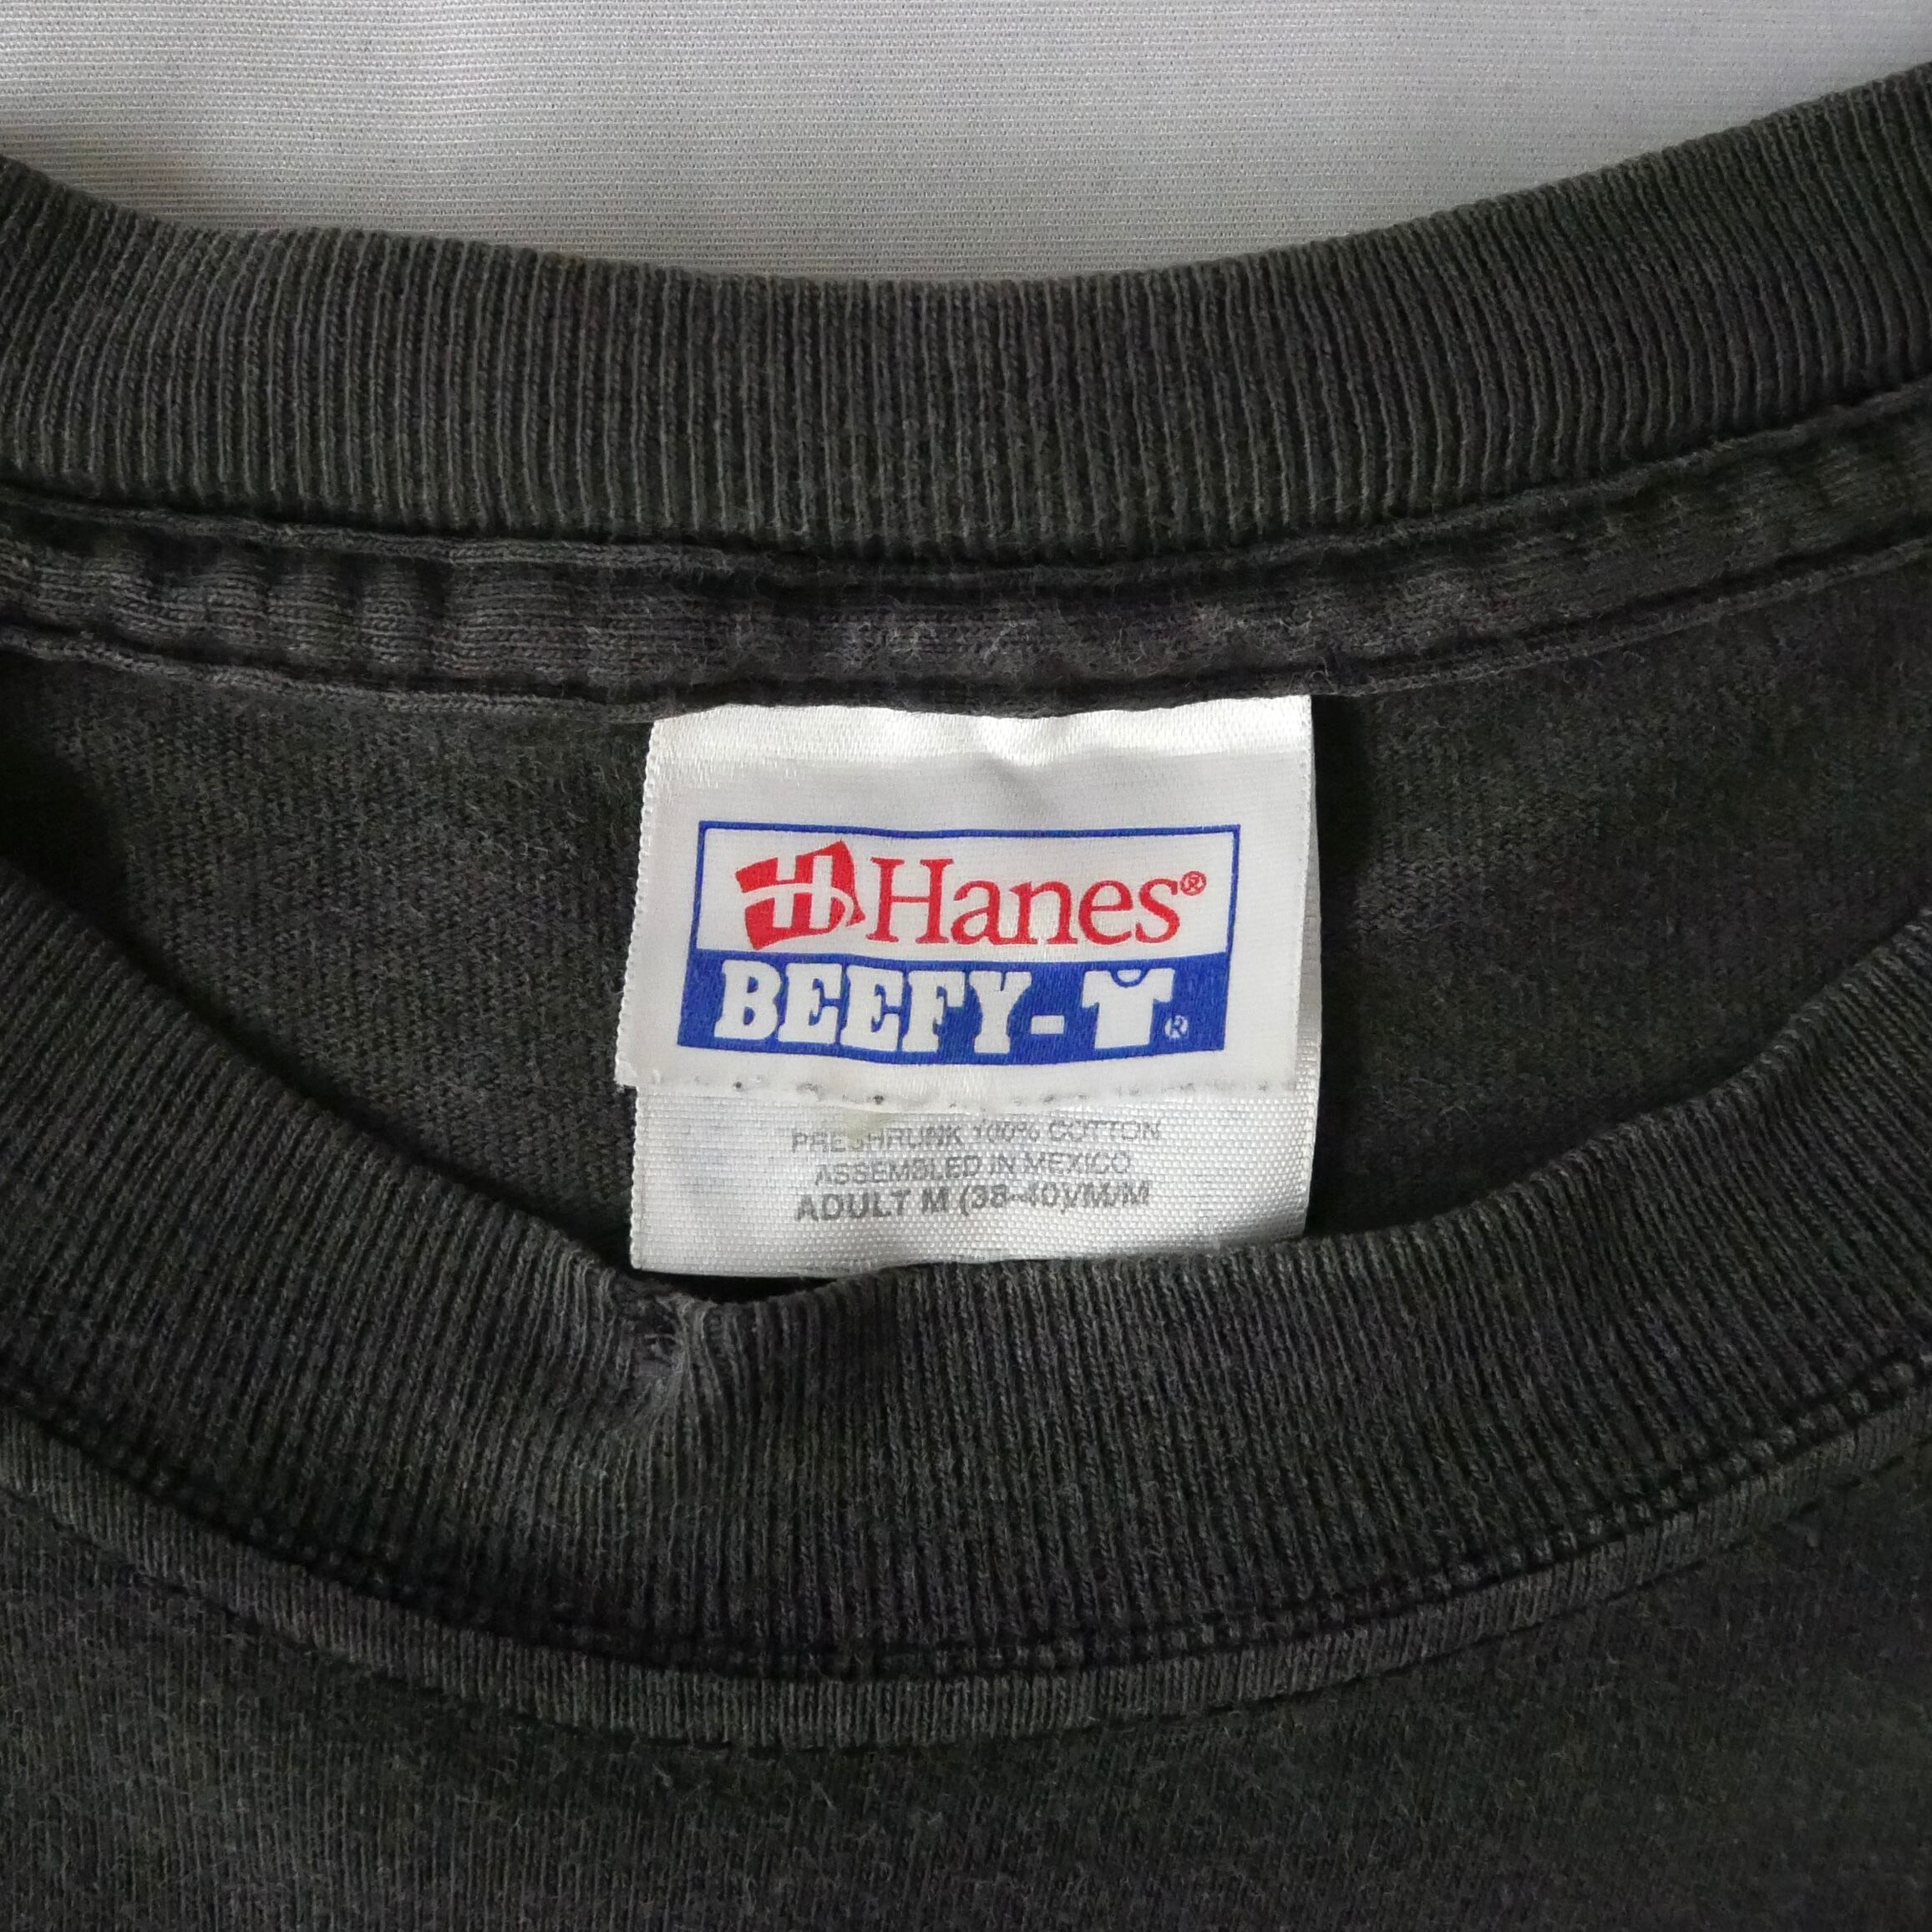 Hanes®
BEEFY-T®
PRESHRUNK 100% COTTON
ASSEMBLED IN MEXICO
ADULT M (38-40)/M/M